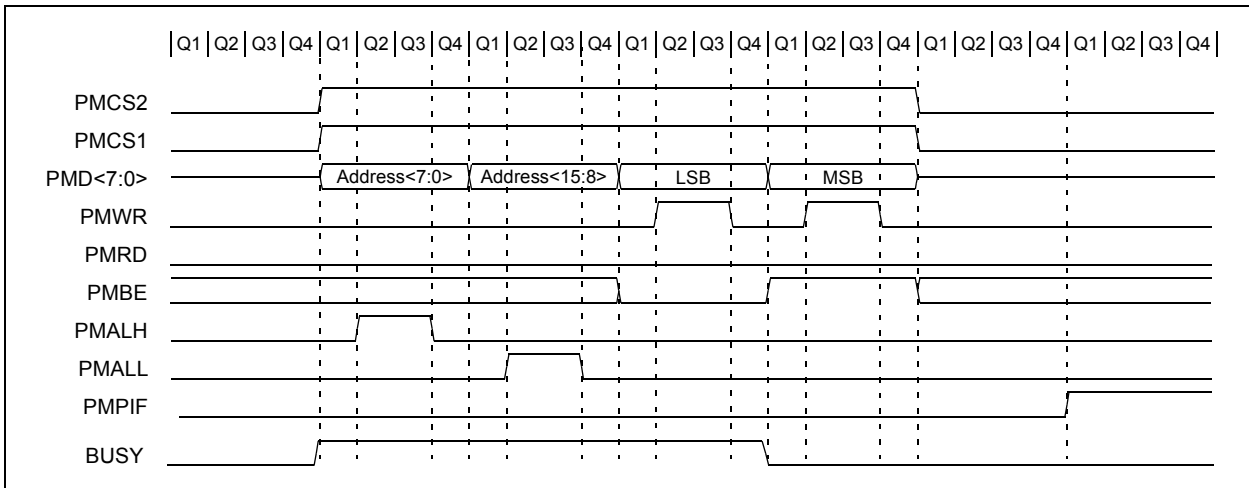 Q1 Q2 Q3 Q4 Q1 Q2 Q3 Q4 Q1 Q2 Q3 Q4 Q1 Q2 Q3 Q4 Q1 Q2 Q3 Q4 Q1 Q2 Q3 Q4 Q1 Q2 Q3 Q4
PMCS2
PMCS1
PMD<7:0> Address<7:0> Address<15:8> LSB MSB
PMWR
PMRD
PMBE
PMALH
PMALL
PMPIF
BUSY